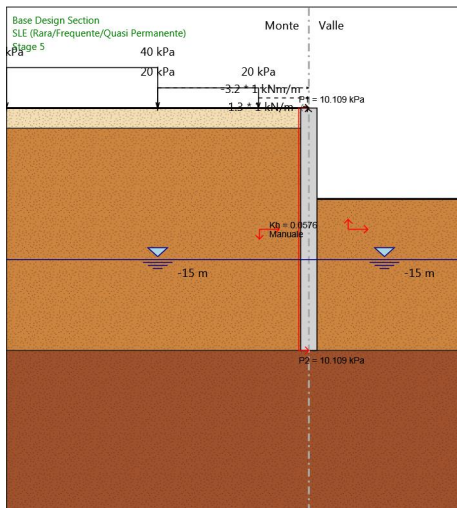 Base Design Section
SLE (Rara/Frequente/Quasi Permanente)
Stage 5
Monte
Valle
kPa
40 kPa
20 kPa
20 kPa
-3.2 * 1 kNm/m
P1 = 10.109 kPa
1.3 * 1 kN/m
Kh = 0.0576
Manuale
-15 m
-15 m
P2 = 10.109 kPa